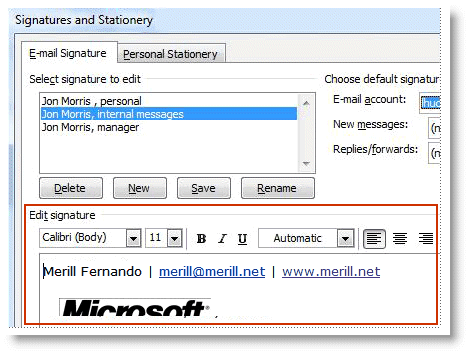 Signatures and Stationery
E-mail Signature Personal Stationery
Select signature to edit
Choose default signatur
Jon Morris , personal
Jon Morris, internal messages
Jon Morris, manager
E-mail account:
New messages: (n
Replies/forwards: (n
Delete New Save Rename
Edit signature
Calibri (Body) 11 B I U Automatic
Merill Fernando | merill@merill.net | www.merill.net
Microsoft